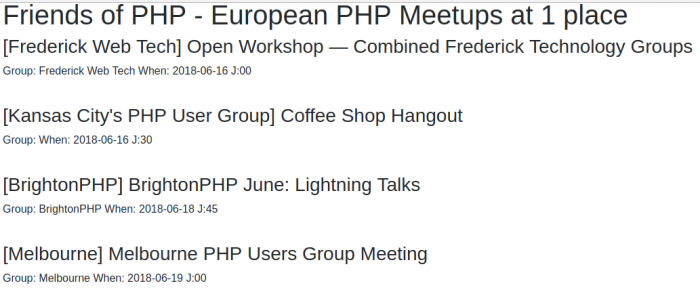 Friends of PHP - European PHP Meetups at 1 place
[Frederick Web Tech] Open Workshop — Combined Frederick Technology Groups
Group: Frederick Web Tech When: 2018-06-16 J:00
[Kansas City's PHP User Group] Coffee Shop Hangout
Group: When: 2018-06-16 J:30
[BrightonPHP] BrightonPHP June: Lightning Talks
Group: BrightonPHP When: 2018-06-18 J:45
[Melbourne] Melbourne PHP Users Group Meeting
Group: Melbourne When: 2018-06-19 J:00